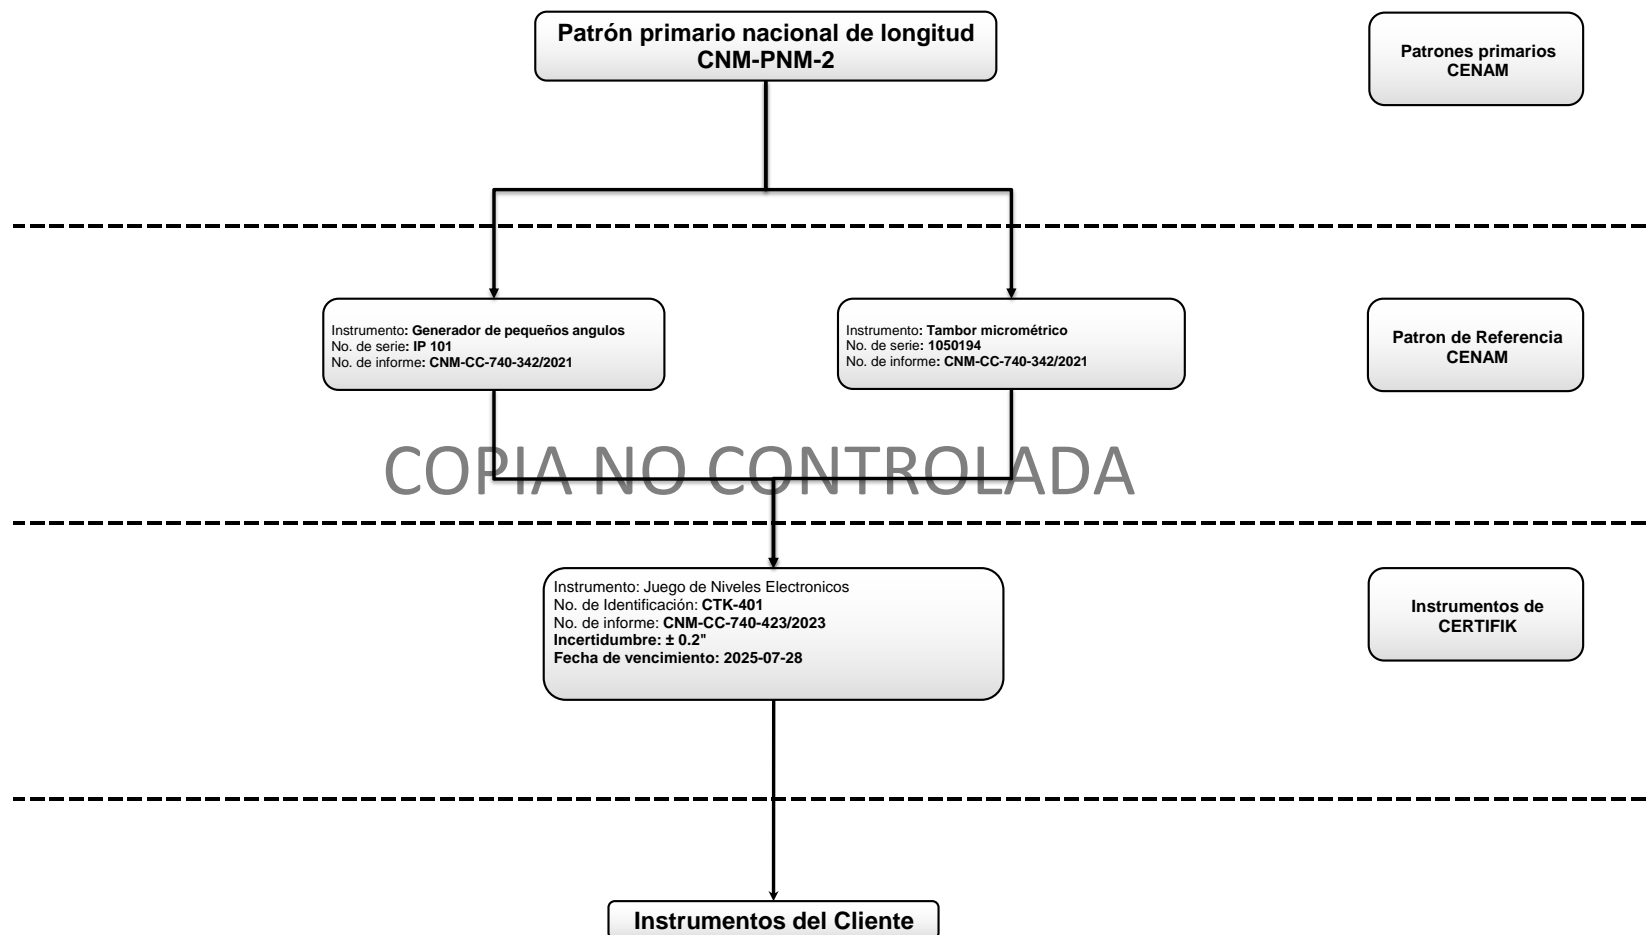 Patrón primario nacional de longitud
CNM-PNM-2
Patrones primarios
CENAM
Instrumento: Generador de pequeños angulos
No. de serie: IP 101
No. de informe: CNM-CC-740-342/2021
Instrumento: Tambor micrométrico
No. de serie: 1050194
No. de informe: CNM-CC-740-342/2021
Patron de Referencia
CENAM
COPIA NO CONTROLADA
Instrumento: Juego de Niveles Electronicos
No. de Identificación: CTK-401
No. de informe: CNM-CC-740-423/2023
Incertidumbre: ± 0.2"
Fecha de vencimiento: 2025-07-28
Instrumentos de
CERTIFIK
Instrumentos del Cliente